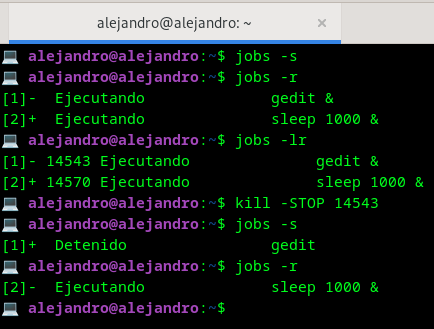 alejandro@alejandro: ~
💻 alejandro@alejandro:~$ jobs -s
💻 alejandro@alejandro:~$ jobs -r
[1]-  Ejecutando              gedit &
[2]+  Ejecutando              sleep 1000 &
💻 alejandro@alejandro:~$ jobs -lr
[1]- 14543 Ejecutando              gedit &
[2]+ 14570 Ejecutando              sleep 1000 &
💻 alejandro@alejandro:~$ kill -STOP 14543
💻 alejandro@alejandro:~$ jobs -s
[1]+  Detenido                gedit
💻 alejandro@alejandro:~$ jobs -r
[2]-  Ejecutando              sleep 1000 &
💻 alejandro@alejandro:~$